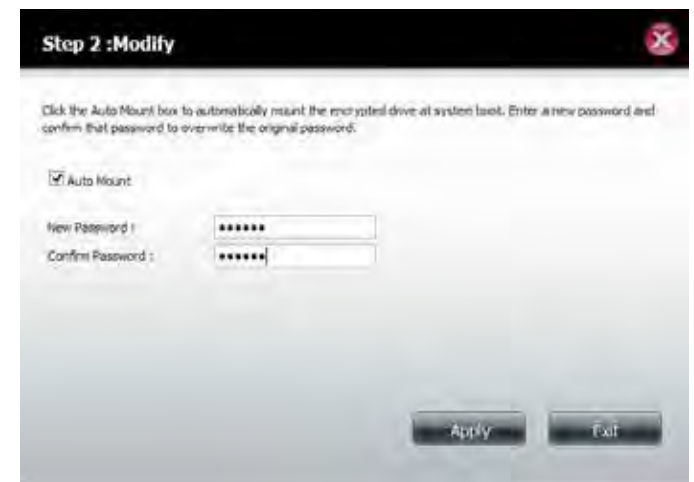 Step 2 :Modify
Click the Auto Mount box to automatically mount the encrypted drive at system boot. Enter a new password and
confirm that password to overwrite the original password.
Auto Mount
New Password :
Confirm Password :
Apply
Exit